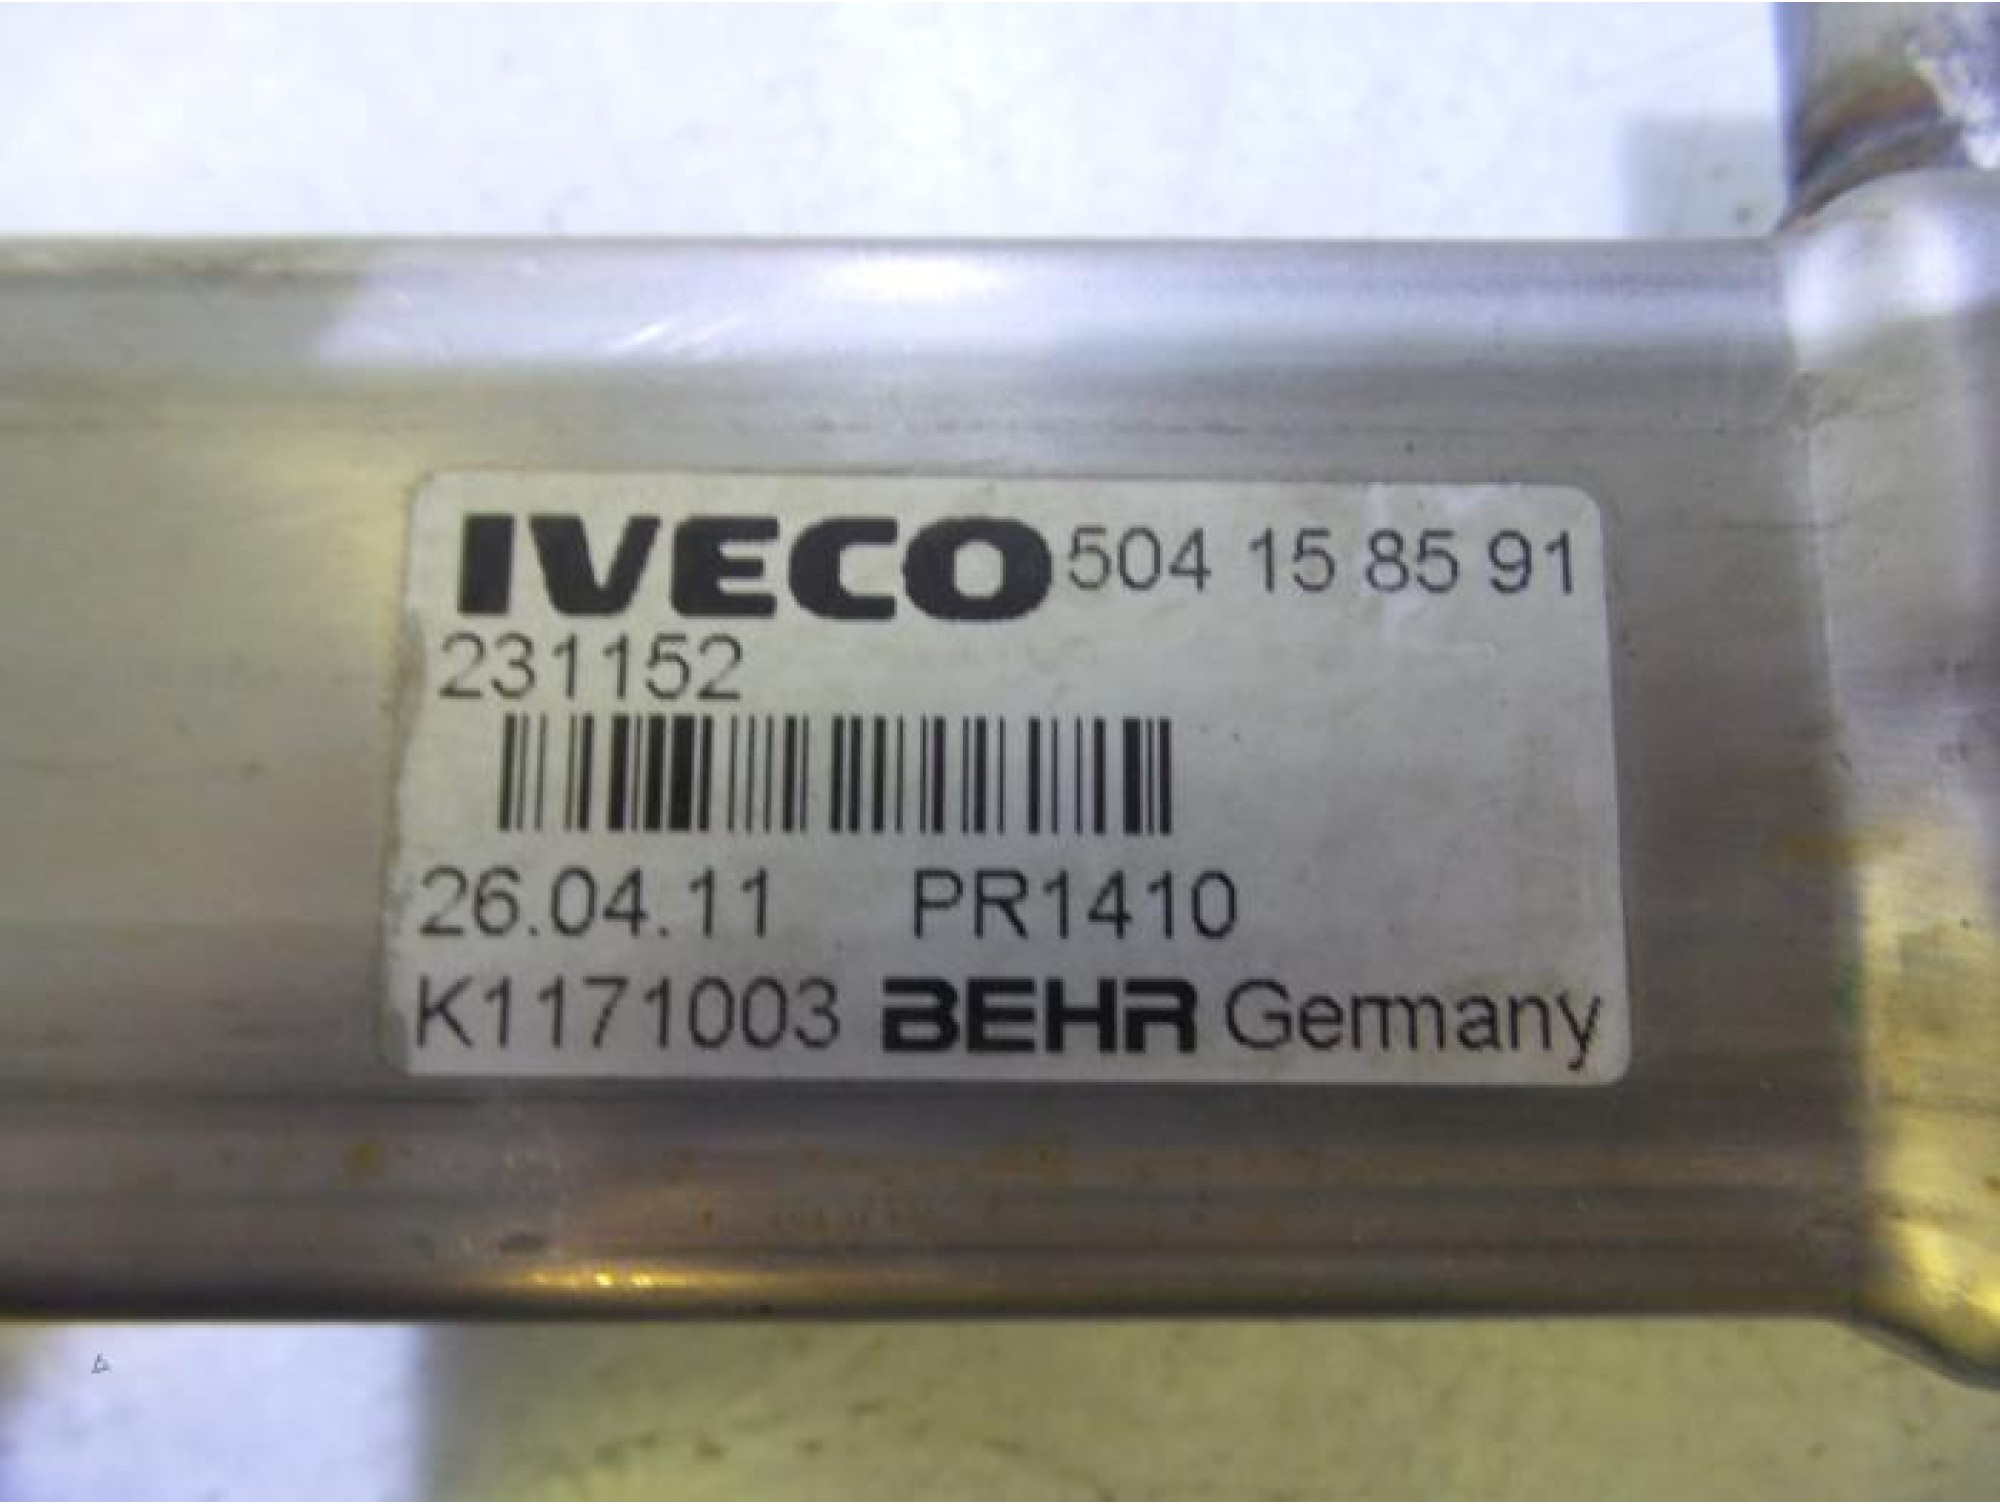 IVECO 504 15 85 91
231152
26.04.11 PR1410
K1171003 BEHR Germany